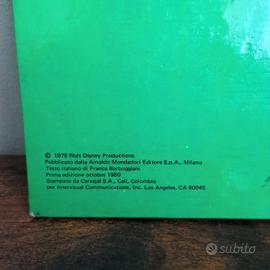 © 1979 Walt Disney Productions
Pubblicato dalla Arnoldo Mondadori Editore S.p.A., Milano
Testo italiano di Franca Barbuggiani
Prima edizione ottobre 1980
Stampato da Carvajal S.A., Cali, Colombia
per Intervisual Communications, Inc. Los Angeles, CA 90045
subito